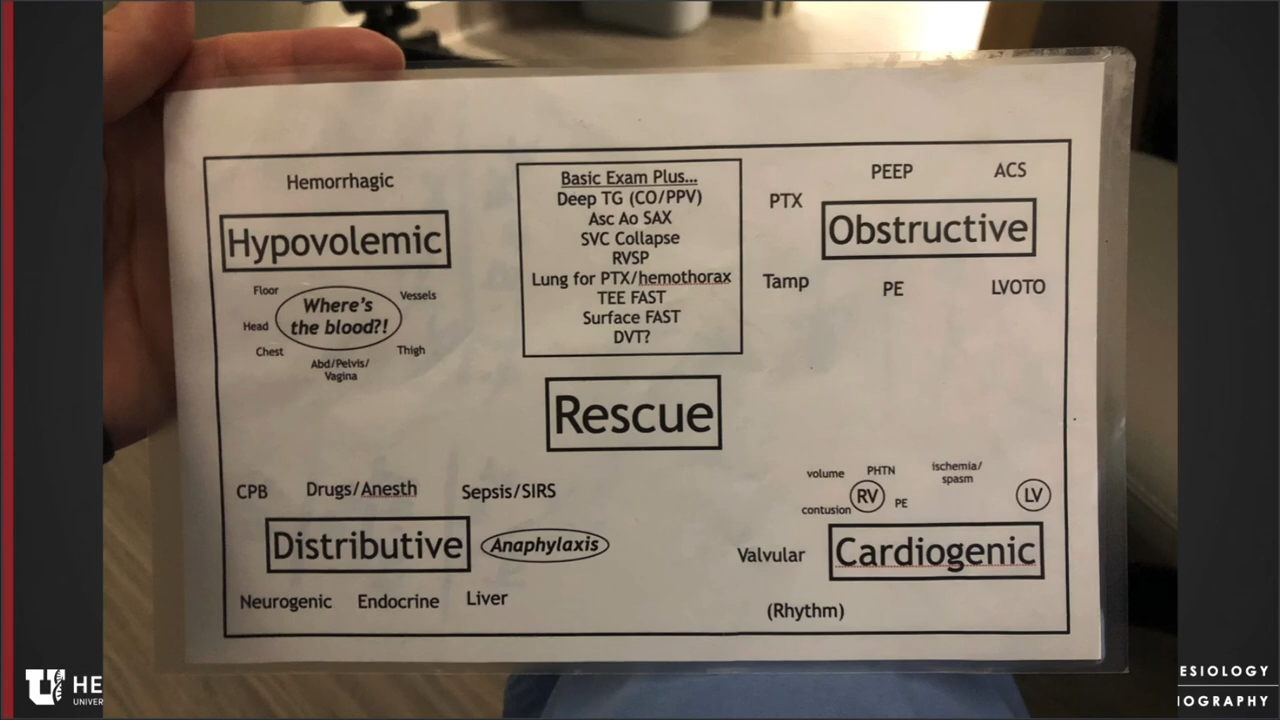 Hemorrhagic
Hypovolemic
Floor
Where's
the blood?!
Vessels
Head
Chest
Abd/Pelvis/
Vagina
Thigh
Basic Exam Plus...
Deep TG (CO/PPV)
Asc Ao SAX
SVC Collapse
RVSP
Lung for PTX/hemothorax
TEE FAST
Surface FAST
DVT?
PEEP
ACS
PTX
Obstructive
Tamp
PE
LVOTO
Rescue
CPB
Drugs/Anesth
Sepsis/SIRS
Distributive
Anaphylaxis
Neurogenic
Endocrine
Liver
volume
PHTN
ischemia/
spasm
RV
LV
contusion
PE
Valvular
Cardiogenic
(Rhythm)
U HE
UNIVER
ESIOLOGY
IOGRAPHY